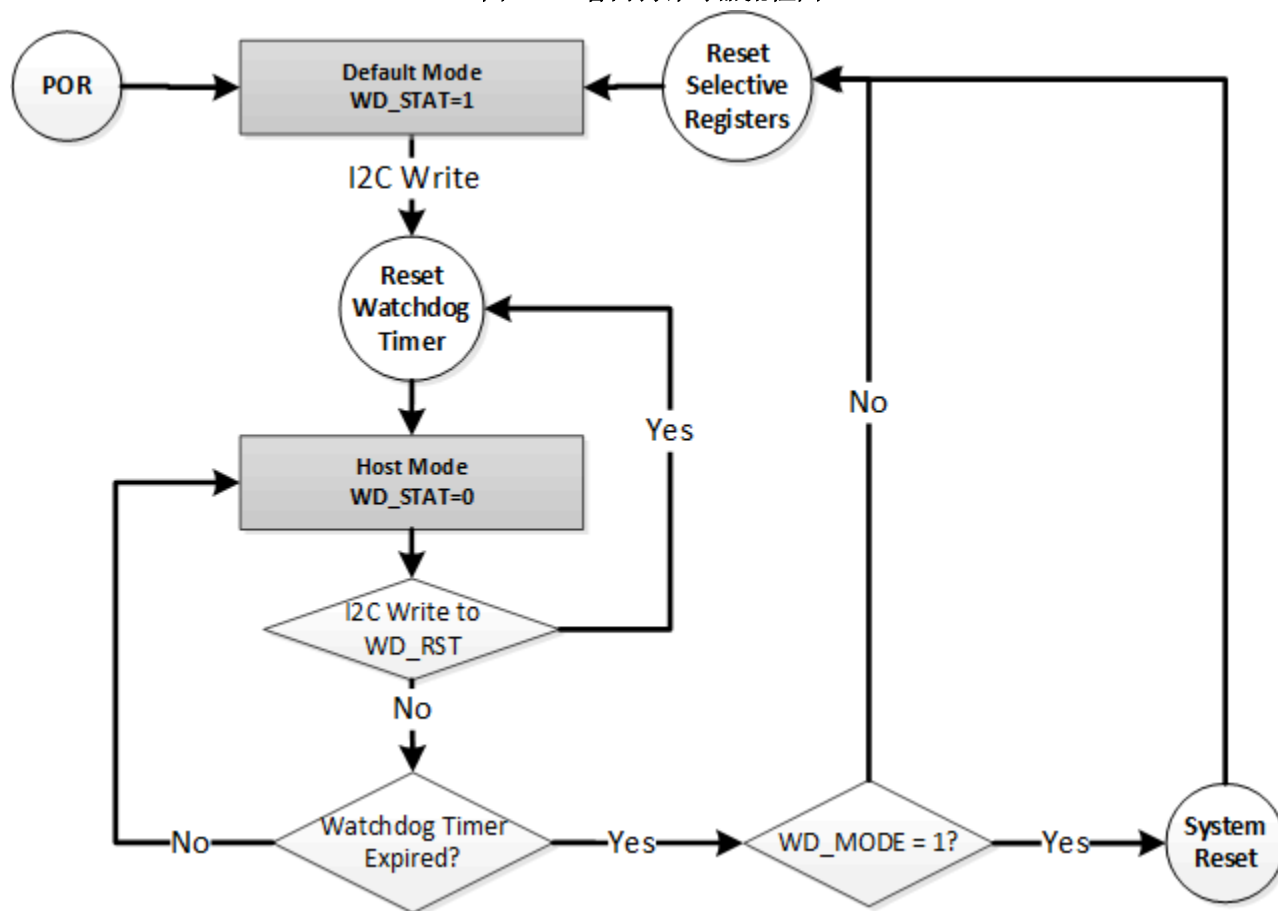 POR
Default Mode
WD_STAT=1
Reset
Selective
Registers
I2C Write
Reset
Watchdog
Timer
Yes
No
Host Mode
WD_STAT=0
I2C Write to
WD_RST
No
No
Watchdog Timer
Expired?
Yes
WD_MODE = 1?
Yes
System
Reset